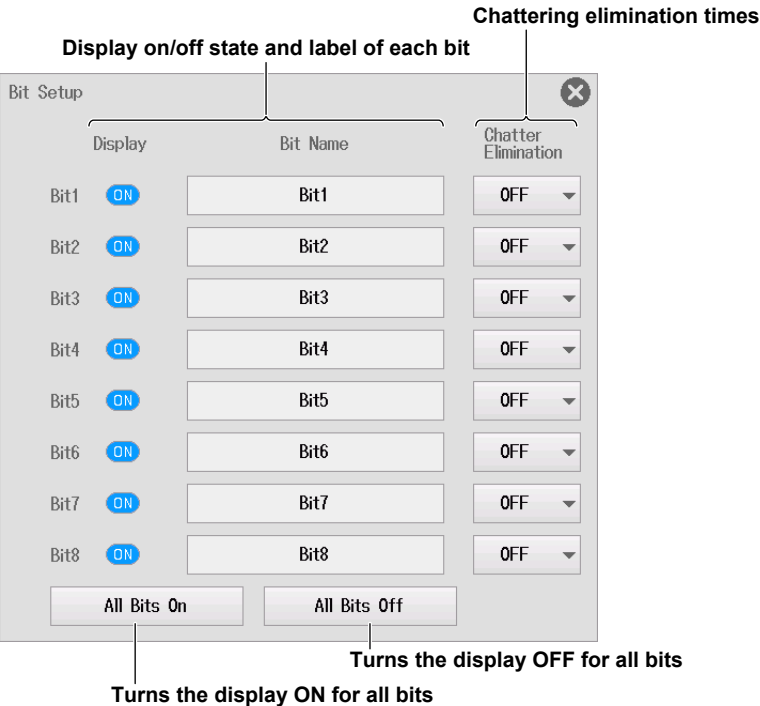 Chattering elimination times
Display on/off state and label of each bit
Bit Setup
Display
Bit Name
Chatter
Elimination
Bit1 ON Bit1 OFF
Bit2 ON Bit2 OFF
Bit3 ON Bit3 OFF
Bit4 ON Bit4 OFF
Bit5 ON Bit5 OFF
Bit6 ON Bit6 OFF
Bit7 ON Bit7 OFF
Bit8 ON Bit8 OFF
All Bits On All Bits Off
Turns the display OFF for all bits
Turns the display ON for all bits